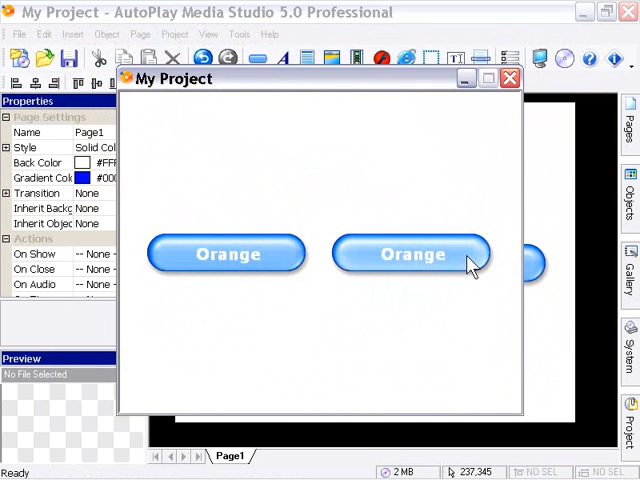 My Project - AutoPlay Media Studio 5.0 Professional
File Edit Insert Object Page Project View Tools Help
My Project
Properties
Page Settings
Name Page1
Style Solid Co
Back Color #FFF
Gradient Col #000
Transition None
Inherit Backg None
Inherit Objec None
Actions
On Show -- None -
On Close -- None -
On Audio -- None -
Orange Orange
Preview
No File Selected
Pages
Objects
Gallery
System
Project
Page1
Ready 2 MB 237,345 NO SEL NO SEL